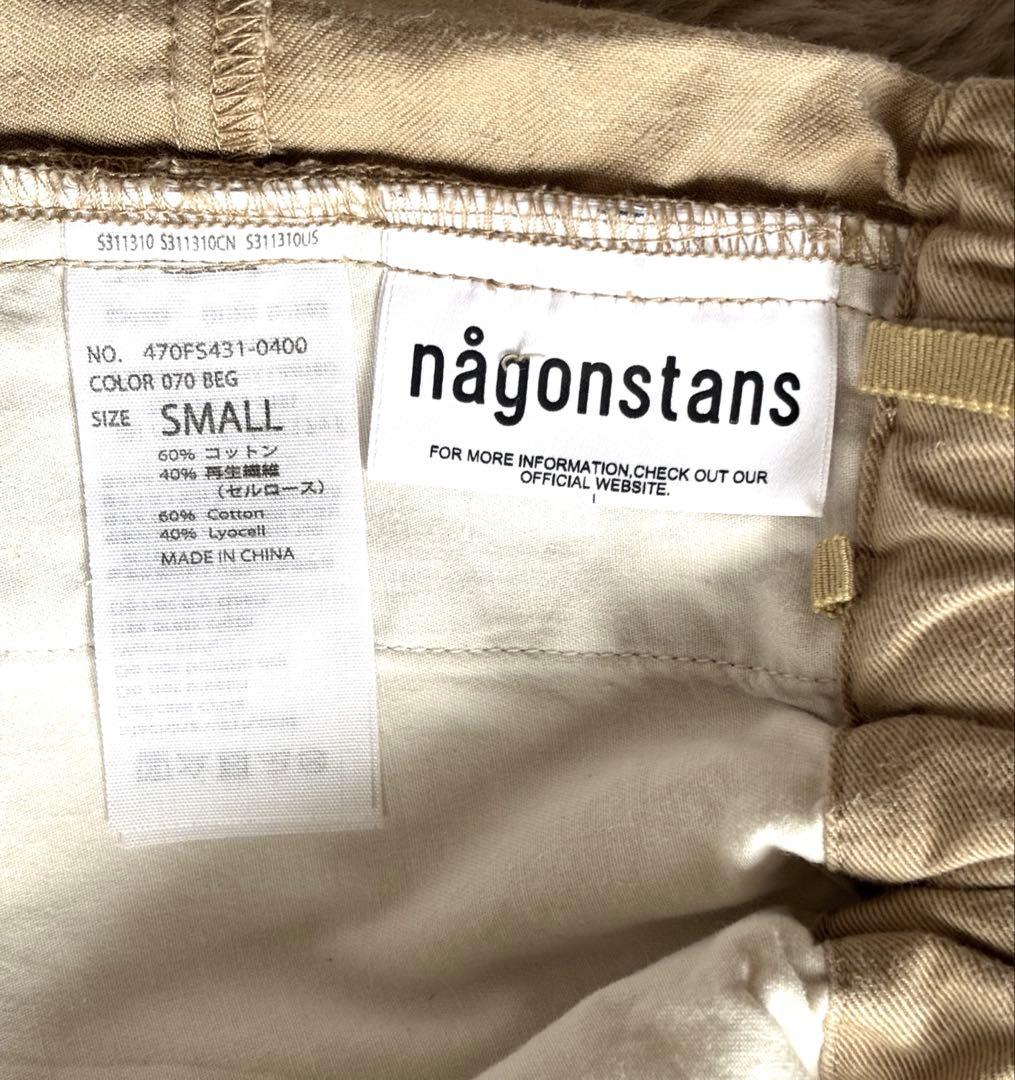 S311310 S311310CN S311310US
NO. 470FS431-0400
COLOR 070 BEG
SIZE SMALL
60% コットン
40% 再生繊維
(セルロース)
60% Cotton
40% Lyocell
MADE IN CHINA
någonstans
FOR MORE INFORMATION,CHECK OUT OUR
OFFICIAL WEBSITE.